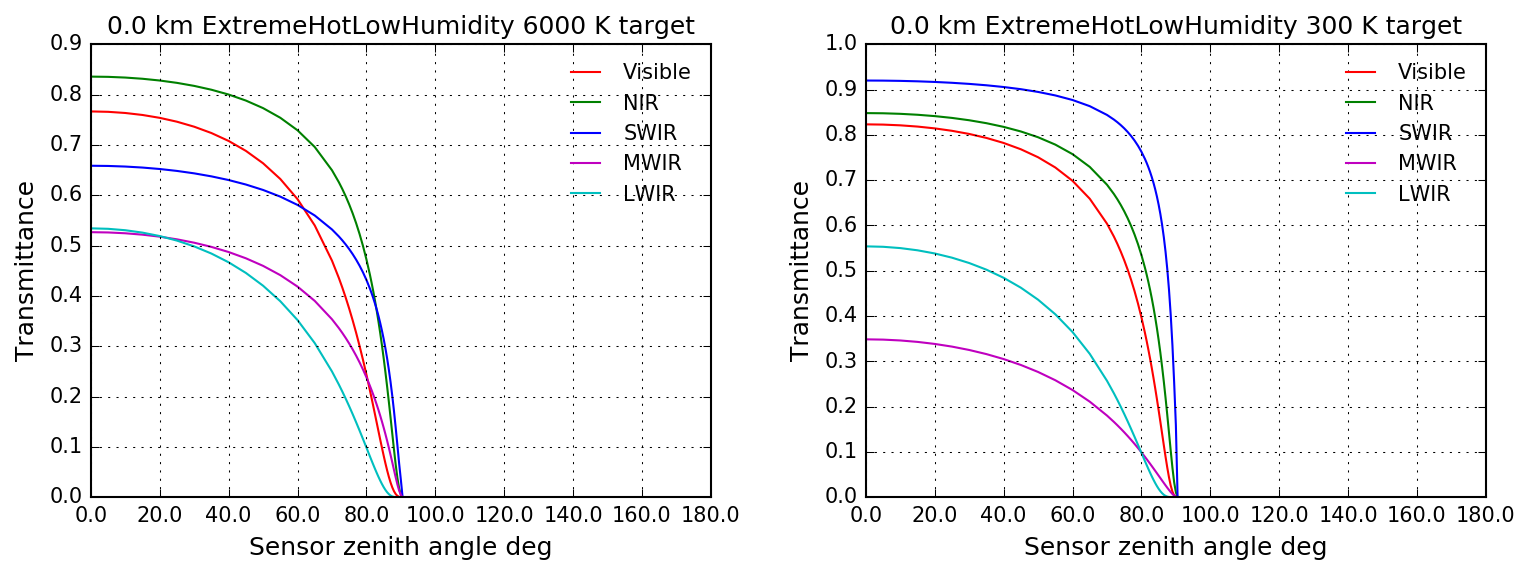 0.0 km ExtremeHotLowHumidity 6000 K target
0.9
0.8
0.7
0.6
0.5
0.4
0.3
0.2
0.1
0.0
Transmittance
Visible
NIR
SWIR
MWIR
LWIR
0.0 20.0 40.0 60.0 80.0 100.0 120.0 140.0 160.0 180.0
Sensor zenith angle deg
0.0 km ExtremeHotLowHumidity 300 K target
1.0
0.9
0.8
0.7
0.6
0.5
0.4
0.3
0.2
0.1
0.0
Transmittance
Visible
NIR
SWIR
MWIR
LWIR
0.0 20.0 40.0 60.0 80.0 100.0 120.0 140.0 160.0 180.0
Sensor zenith angle deg